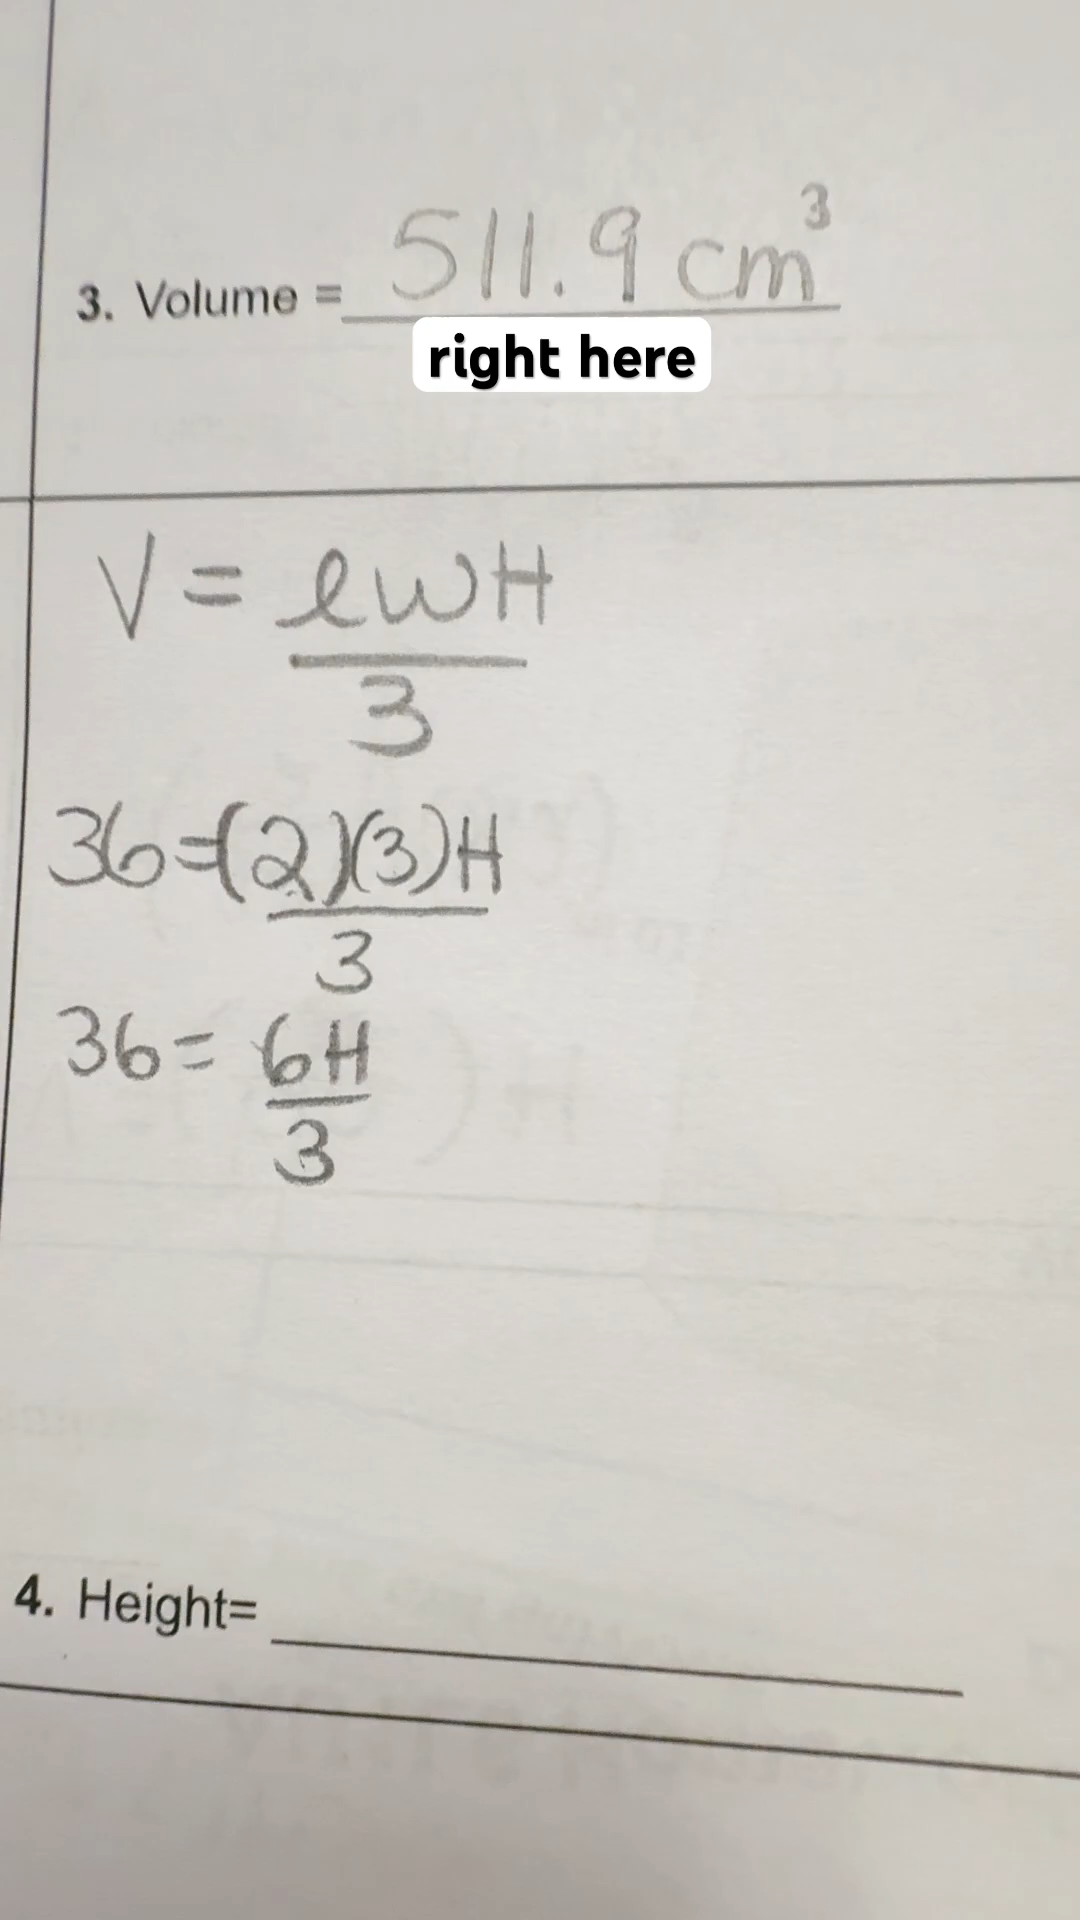 3. Volume = 511.9 cm³
right here
V = lwH
3
36=(2)(3)H
3
36= 6H
3
4. Height=